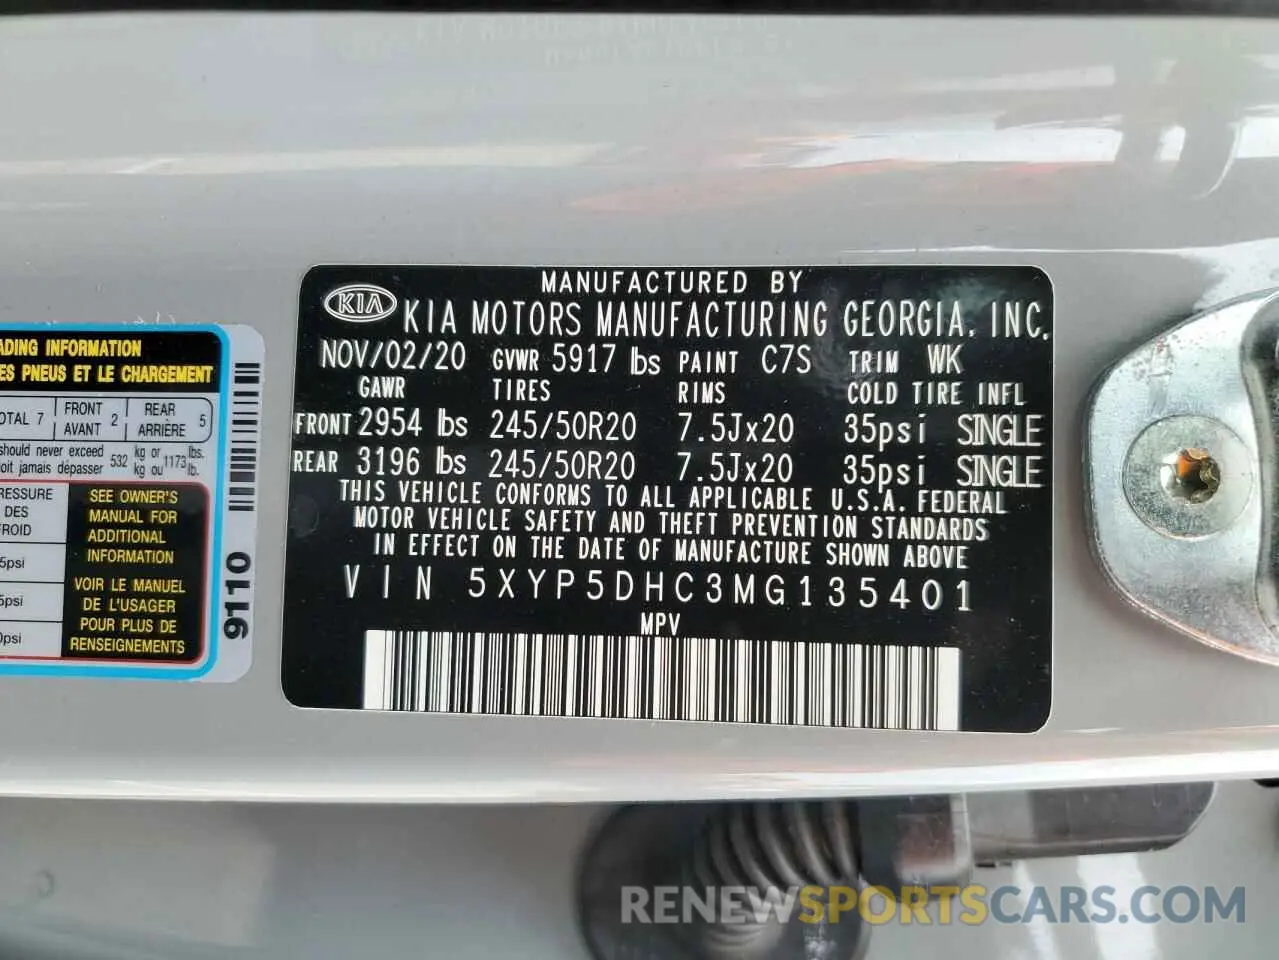 MANUFACTURED BY
KIA KIA MOTORS MANUFACTURING GEORGIA, INC.
NOV/02/20 GVWR 5917 lbs PAINT C7S TRIM WK
GAWR TIRES RIMS COLD TIRE INFL
FRONT 2954 lbs 245/50R20 7.5Jx20 35psi SINGLE
REAR 3196 lbs 245/50R20 7.5Jx20 35psi SINGLE
THIS VEHICLE CONFORMS TO ALL APPLICABLE U.S.A. FEDERAL
MOTOR VEHICLE SAFETY AND THEFT PREVENTION STANDARDS
IN EFFECT ON THE DATE OF MANUFACTURE SHOWN ABOVE
VIN 5XYP5DHC3MG135401
MPV
ADING INFORMATION
ES PNEUS ET LE CHARGEMENT
OTAL 7 FRONT AVANT 2 REAR ARRIÈRE 5
should never exceed 532 kg or 1173 lb.
oit jamais dépasser kg ou lb.
RESSURE
DES
FROID
5psi
5psi
0psi
SEE OWNER'S
MANUAL FOR
ADDITIONAL
INFORMATION
VOIR LE MANUEL
DE L'USAGER
POUR PLUS DE
RENSEIGNEMENTS
9110
RENEWSPORTSCARS.COM